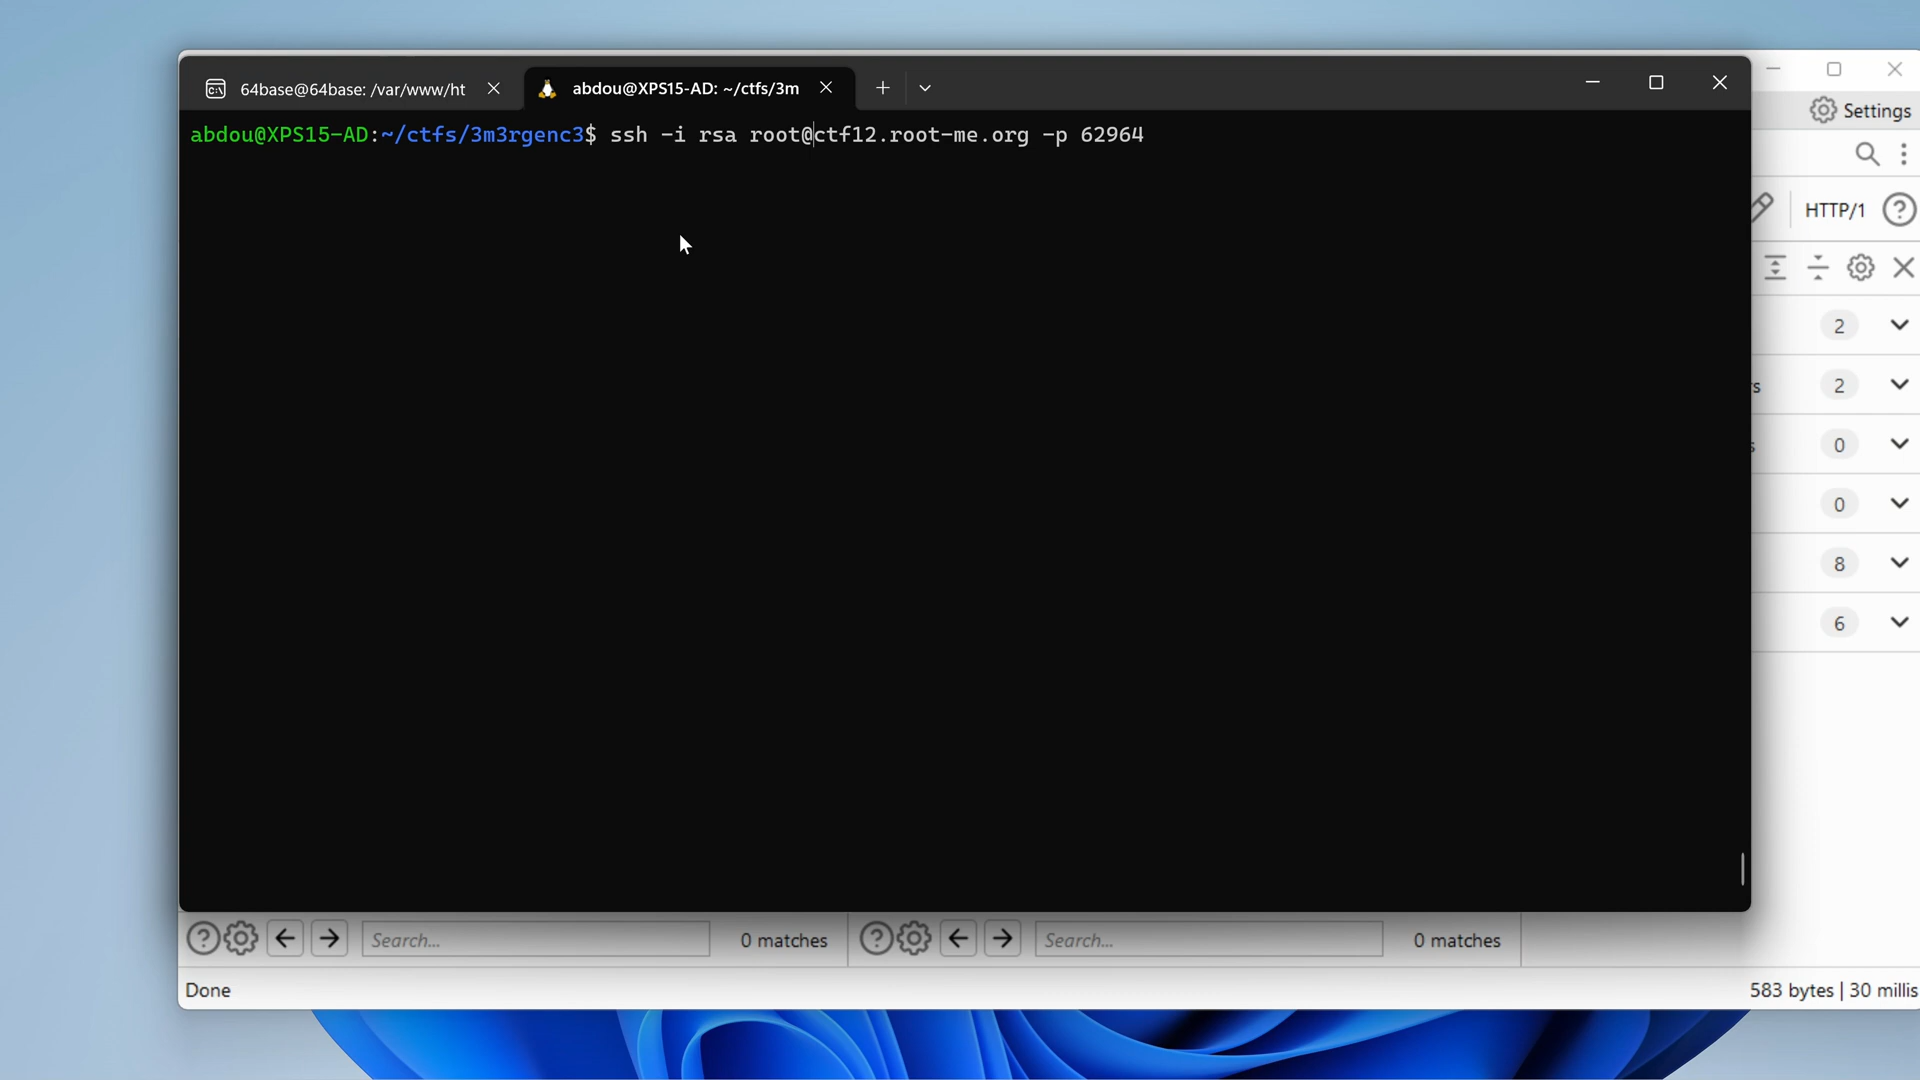 64base@64base: /var/www/ht
abdou@XPS15-AD: ~/ctfs/3m
Settings
abdou@XPS15-AD:~/ctfs/3m3rgenc3$ ssh -i rsa root@ctf12.root-me.org -p 62964
HTTP/1
2
s 2
s 0
0
8
6
Search... 0 matches
Search... 0 matches
Done
583 bytes | 30 millis